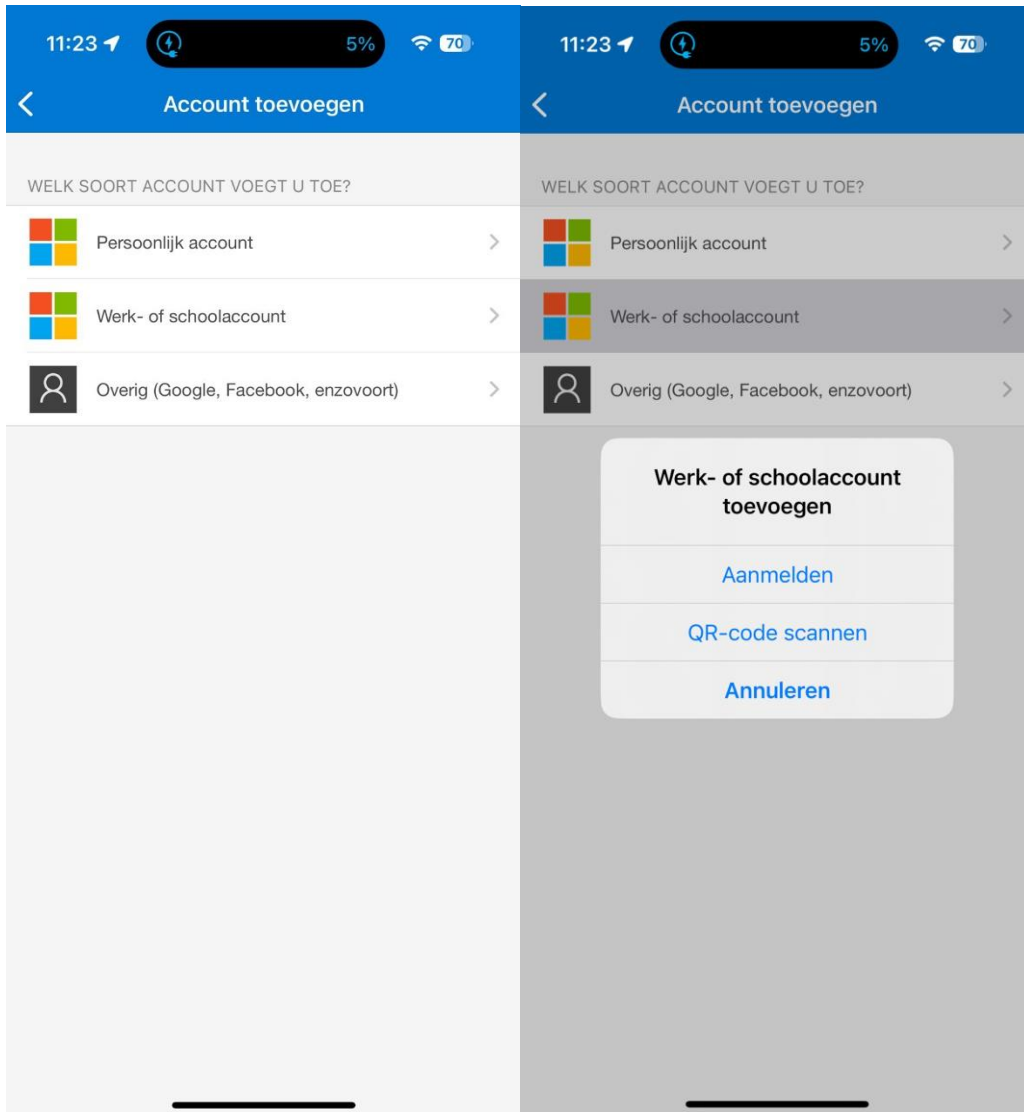 11:23 5% 70
Account toevoegen
WELK SOORT ACCOUNT VOEGT U TOE?
Persoonlijk account
Werk- of schoolaccount
Overig (Google, Facebook, enzovoort)
11:23 5% 70
Account toevoegen
WELK SOORT ACCOUNT VOEGT U TOE?
Persoonlijk account
Werk- of schoolaccount
Overig (Google, Facebook, enzovoort)
Werk- of schoolaccount
toevoegen
Aanmelden
QR-code scannen
Annuleren